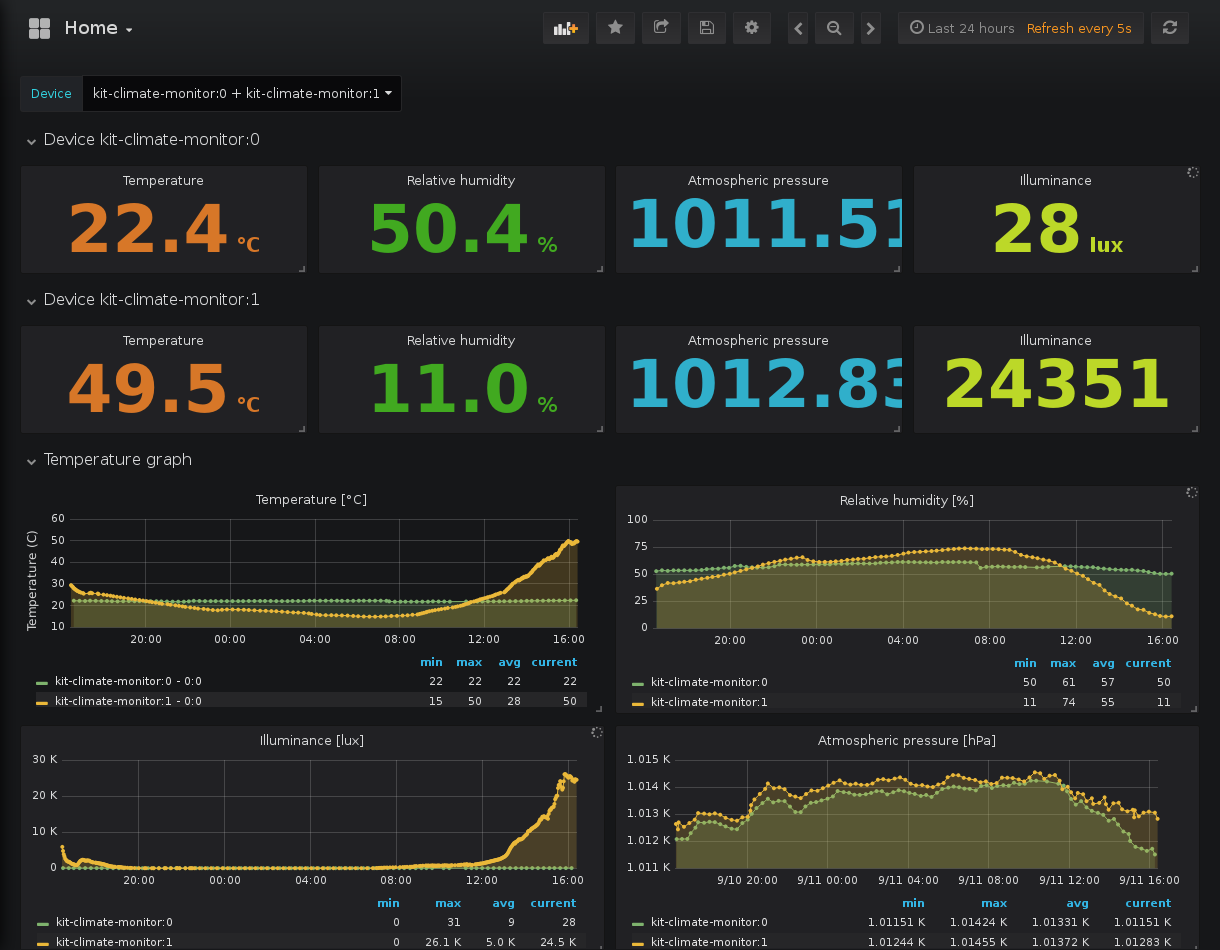 Home
Last 24 hours Refresh every 5s
Device kit-climate-monitor:0 + kit-climate-monitor:1
Device kit-climate-monitor:0
Temperature Relative humidity Atmospheric pressure Illuminance
22.4 °C 50.4 % 1011.51 28 lux
Device kit-climate-monitor:1
Temperature Relative humidity Atmospheric pressure Illuminance
49.5 °C 11.0 % 1012.83 24351
Temperature graph
Temperature [°C]
Temperature (C)
60
50
40
30
20
10
20:00 00:00 04:00 08:00 12:00 16:00
min max avg current
kit-climate-monitor:0 - 0:0 22 22 22 22
kit-climate-monitor:1 - 0:0 15 50 28 50
Relative humidity [%]
100
75
50
25
0
20:00 00:00 04:00 08:00 12:00 16:00
min max avg current
kit-climate-monitor:0 50 61 57 50
kit-climate-monitor:1 11 74 55 11
Illuminance [lux]
30 K
20 K
10 K
0
20:00 00:00 04:00 08:00 12:00 16:00
min max avg current
kit-climate-monitor:0 0 31 9 28
kit-climate-monitor:1 0 26.1 K 5.0 K 24.5 K
Atmospheric pressure [hPa]
1.015 K
1.014 K
1.013 K
1.012 K
1.011 K
9/10 20:00 9/11 00:00 9/11 04:00 9/11 08:00 9/11 12:00 9/11 16:00
min max avg current
kit-climate-monitor:0 1.01151 K 1.01424 K 1.01331 K 1.01151 K
kit-climate-monitor:1 1.01244 K 1.01455 K 1.01372 K 1.01283 K